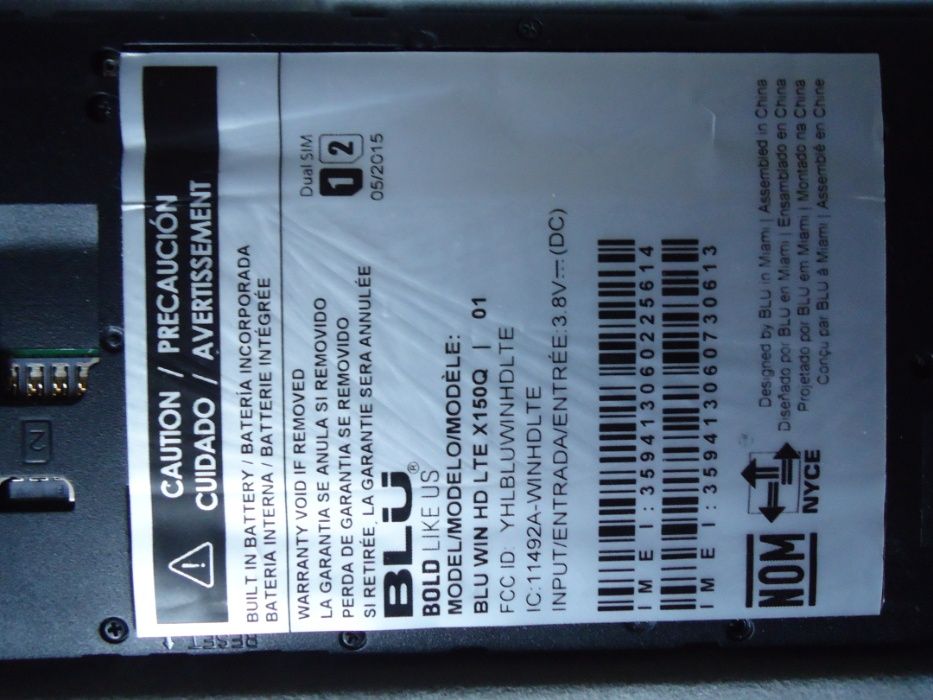 CAUTION / PRECAUCIÓN
CUIDADO / AVERTISSEMENT
BUILT IN BATTERY / BATERÍA INCORPORADA
BATERIA INTERNA / BATTERIE INTÉGRÉE
WARRANTY VOID IF REMOVED
LA GARANTIA SE ANULA SI REMOVIDO
PERDA DE GARANTIA SE REMOVIDO
SI RETIRÉE, LA GARANTIE SERA ANNULÉE
Dual SIM
1 2
05/2015
BLU®
BOLD LIKE US
MODEL/MODELO/MODÈLE:
BLU WIN HD LTE X150Q | 01
FCC ID: YHLBLUWINHDLTE
IC:11492A-WINHDLTE
INPUT/ENTRADA/ENTRÉE:3.8V⎓(DC)
IMEI:359413060225614
IMEI:359413060730613
NOM
NYCE
Designed by BLU in Miami | Assembled in China
Diseñado por BLU en Miami | Ensamblado en China
Projetado por BLU em Miami | Montado na China
Conçu par BLU à Miami | Assemblé en Chine
2
RESET